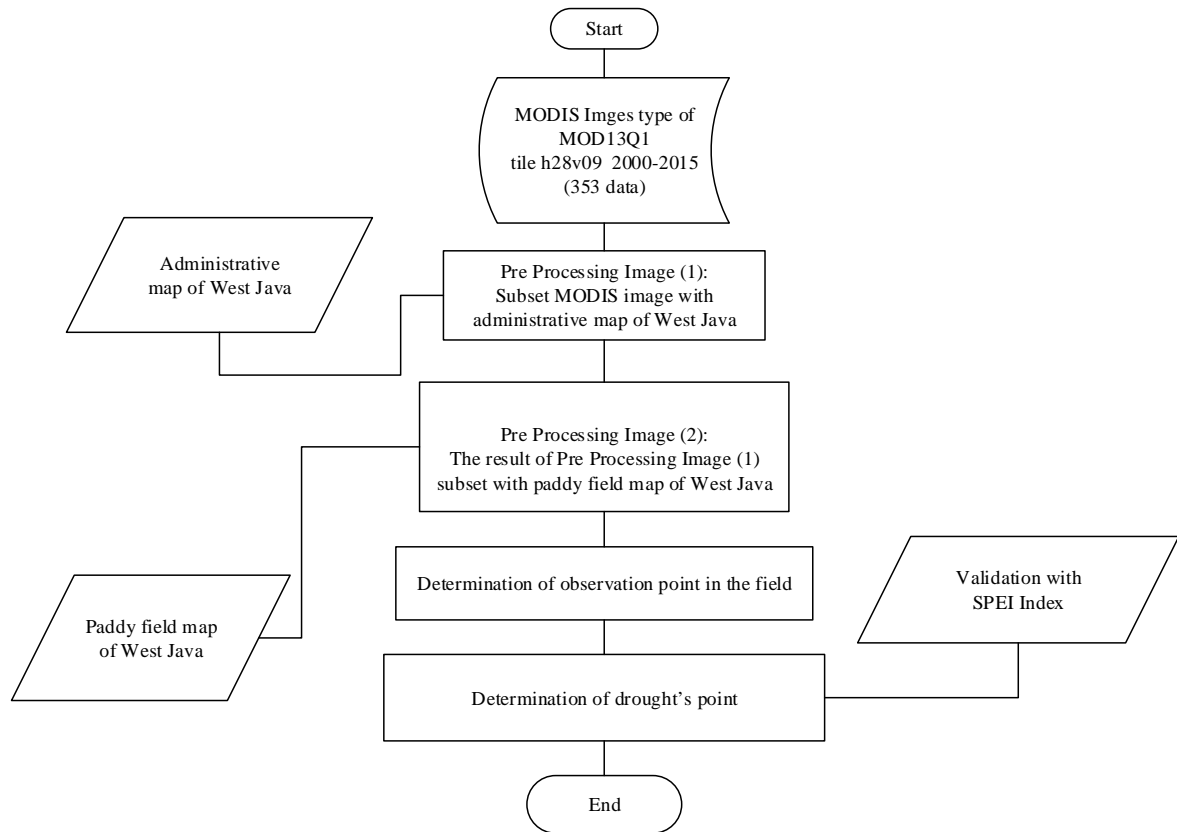 Start
MODIS Imges type of
MOD13Q1
tile h28v09 2000-2015
(353 data)
Administrative
map of West Java
Pre Processing Image (1):
Subset MODIS image with
administrative map of West Java
Pre Processing Image (2):
The result of Pre Processing Image (1)
subset with paddy field map of West Java
Paddy field map
of West Java
Determination of observation point in the field
Validation with
SPEI Index
Determination of drought’s point
End